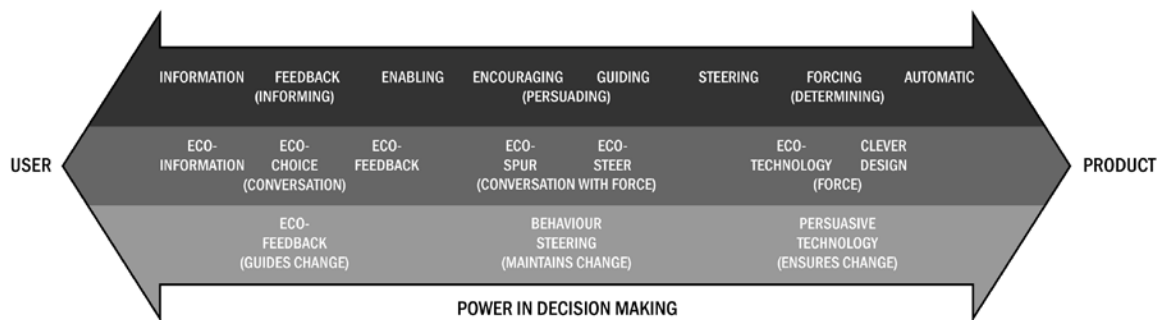 INFORMATION FEEDBACK ENABLING ENCOURAGING GUIDING STEERING FORCING AUTOMATIC
(INFORMING) (PERSUADING) (DETERMINING)
ECO- ECO- ECO- ECO- ECO- ECO- CLEVER
INFORMATION CHOICE FEEDBACK SPUR STEER TECHNOLOGY DESIGN
(CONVERSATION) (CONVERSATION WITH FORCE) (FORCE)
USER PRODUCT
ECO- BEHAVIOUR PERSUASIVE
FEEDBACK STEERING TECHNOLOGY
(GUIDES CHANGE) (MAINTAINS CHANGE) (ENSURES CHANGE)
POWER IN DECISION MAKING